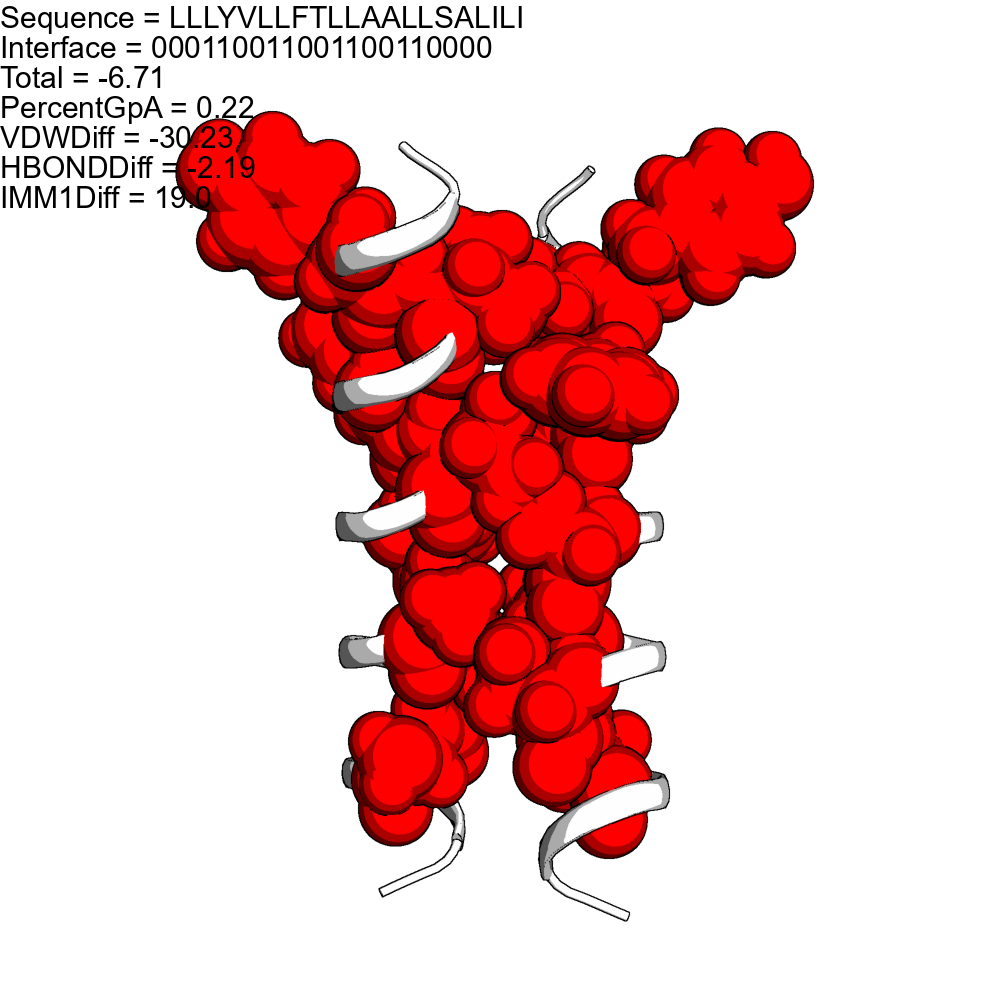 Sequence = LLLYVLLFTLLAALLSALILI
Interface = 000110011001100110000
Total = -6.71
PercentGpA = 0.22
VDWDiff = -30.23
HBONDDiff = -2.19
IMM1Diff = 19.0